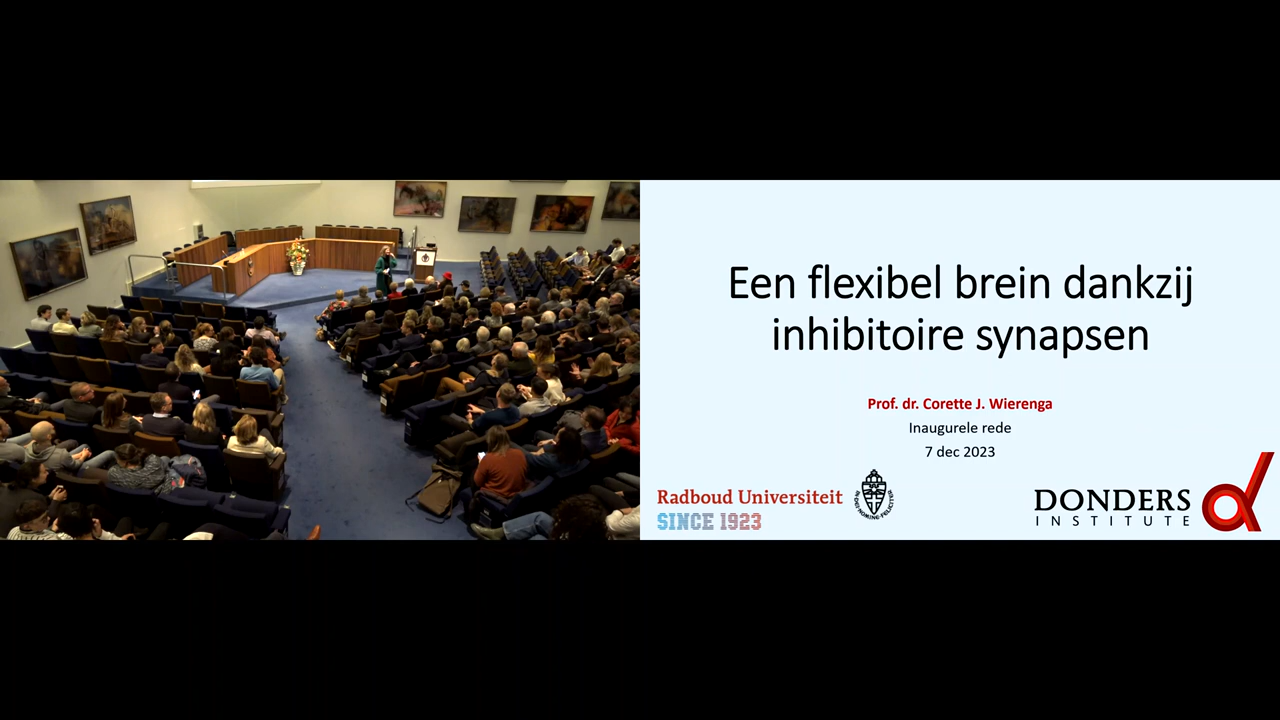 Een flexibel brein dankzij
inhibitoire synapsen
Prof. dr. Corette J. Wierenga
Inaugurele rede
7 dec 2023
Radboud Universiteit
SINCE 1923
DONDERS
INSTITUTE